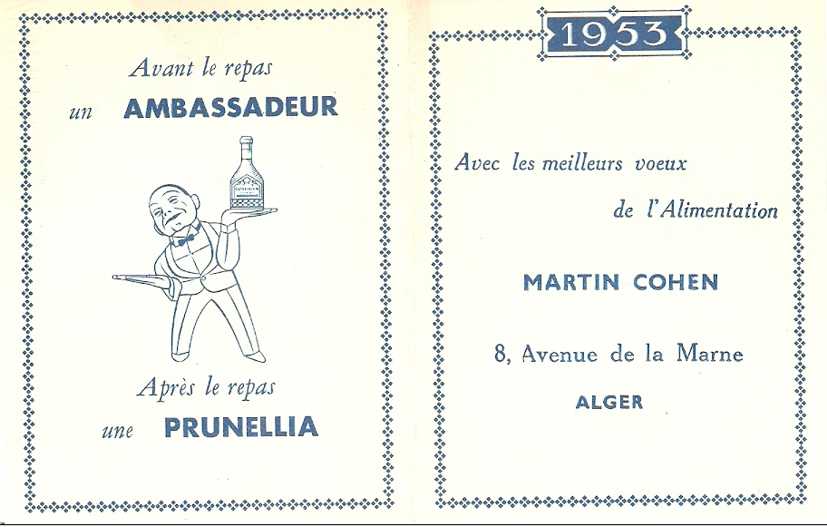 Avant le repas
un AMBASSADEUR
Après le repas
une PRUNELLIA
1953
Avec les meilleurs voeux
de l'Alimentation
MARTIN COHEN
8, Avenue de la Marne
ALGER